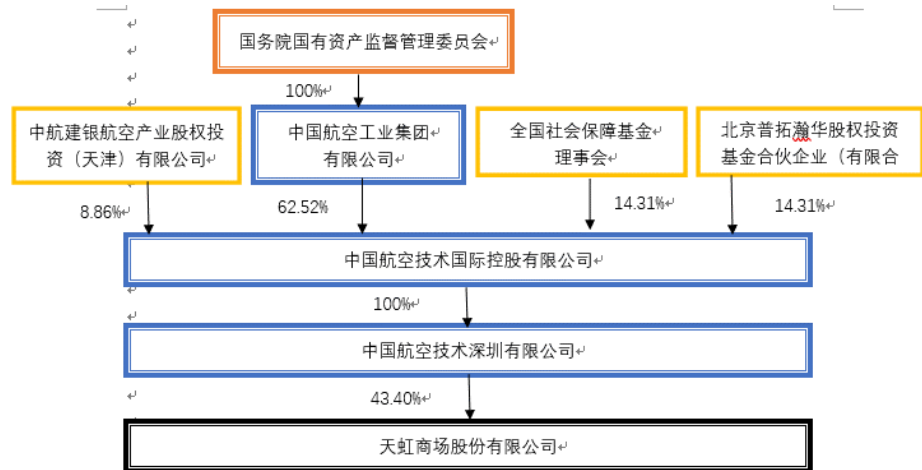 国务院国有资产监督管理委员会
100%
中航建银航空产业股权投
资（天津）有限公司
中国航空工业集团
有限公司
全国社会保障基金
理事会
北京普拓瀚华股权投资
基金合伙企业（有限合
8.86%
62.52%
14.31%
14.31%
中国航空技术国际控股有限公司
100%
中国航空技术深圳有限公司
43.40%
天虹商场股份有限公司